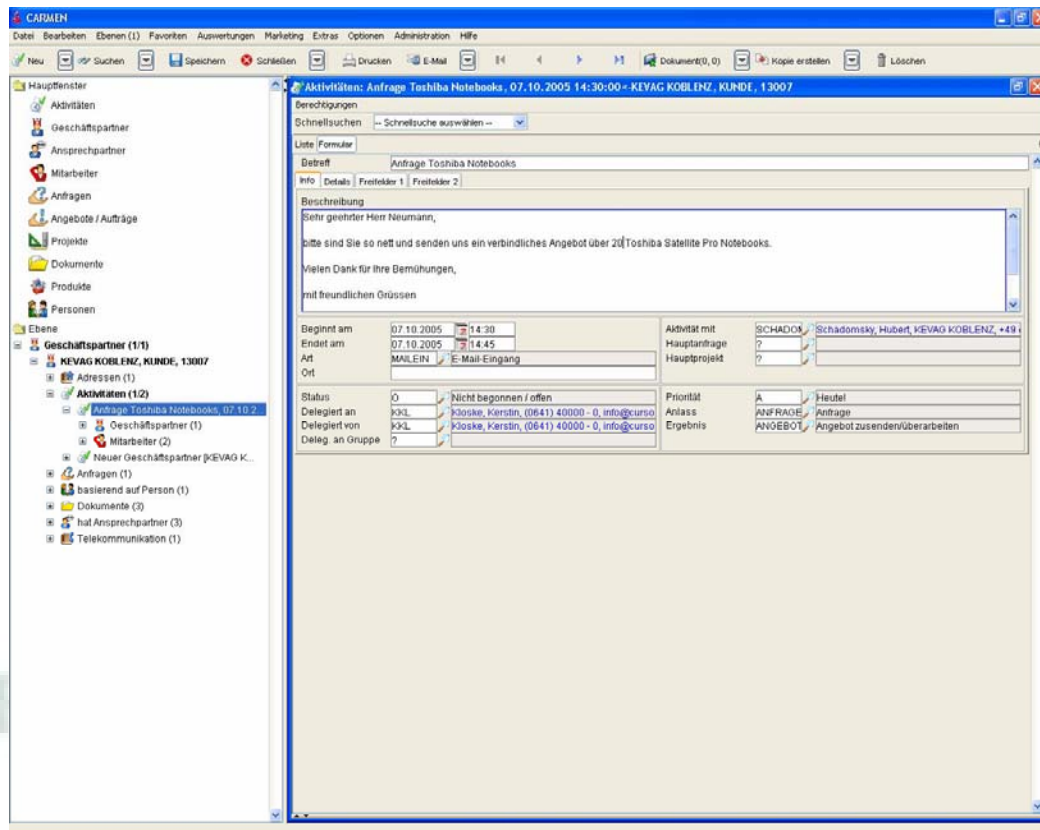 CARMEN
Datei Bearbeiten Ebenen (1) Favoriten Auswertungen Marketing Extras Optionen Administration Hilfe
Neu Suchen Speichern Schließen Drucken E-Mail Dokument(0, 0) Kopie erstellen Löschen
Hauptfenster
Aktivitäten
Geschäftspartner
Ansprechpartner
Mitarbeiter
Anfragen
Angebote / Aufträge
Projekte
Dokumente
Produkte
Personen
Ebene
Geschäftspartner (1/1)
KEVAG KOBLENZ, KUNDE, 13007
Adressen (1)
Aktivitäten (1/2)
Anfrage Toshiba Notebooks, 07.10.2...
Geschäftspartner (1)
Mitarbeiter (2)
Neuer Geschäftspartner [KEVAG K...
Anfragen (1)
basierend auf Person (1)
Dokumente (3)
hat Ansprechpartner (3)
Telekommunikation (1)
Aktivitäten: Anfrage Toshiba Notebooks, 07.10.2005 14:30:00 - KEVAG KOBLENZ, KUNDE, 13007
Berechtigungen
Schnellsuchen -- Schnellsuche auswählen --
Liste Formular
Betreff Anfrage Toshiba Notebooks
Info Details Freifelder 1 Freifelder 2
Beschreibung
Sehr geehrter Herr Neumann,
bitte sind Sie so nett und senden uns ein verbindliches Angebot über 20 Toshiba Satellite Pro Notebooks.
Vielen Dank für Ihre Bemühungen,
mit freundlichen Grüssen
Beginnt am 07.10.2005 14:30 Aktivität mit SCHADOM Schadomsky, Hubert, KEVAG KOBLENZ, +49
Endet am 07.10.2005 14:45 Hauptanfrage ?
Art MAILEIN E-Mail-Eingang Hauptprojekt ?
Ort
Status O Nicht begonnen / offen Priorität A Heute!
Delegiert an KKL Kloske, Kerstin, (0641) 40000 - 0, info@curso Anlass ANFRAGE Anfrage
Delegiert von KKL Kloske, Kerstin, (0641) 40000 - 0, info@curso Ergebnis ANGEBOT Angebot zusenden/überarbeiten
Deleg. an Gruppe ?